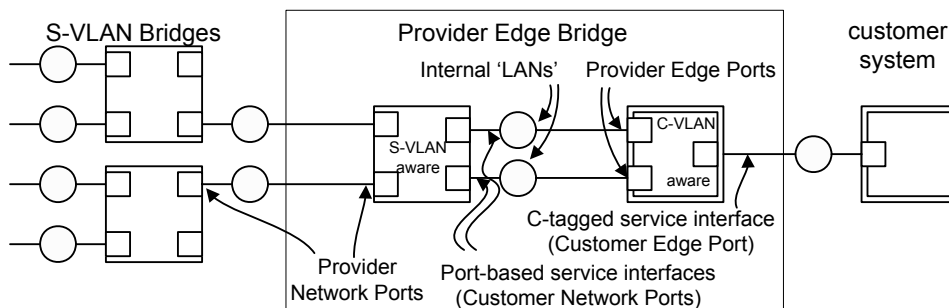 S-VLAN Bridges
Provider Edge Bridge
customer
system
Internal ‘LANs’
Provider Edge Ports
S-VLAN
aware
C-VLAN
aware
C-tagged service interface
(Customer Edge Port)
Provider
Network Ports
Port-based service interfaces
(Customer Network Ports)